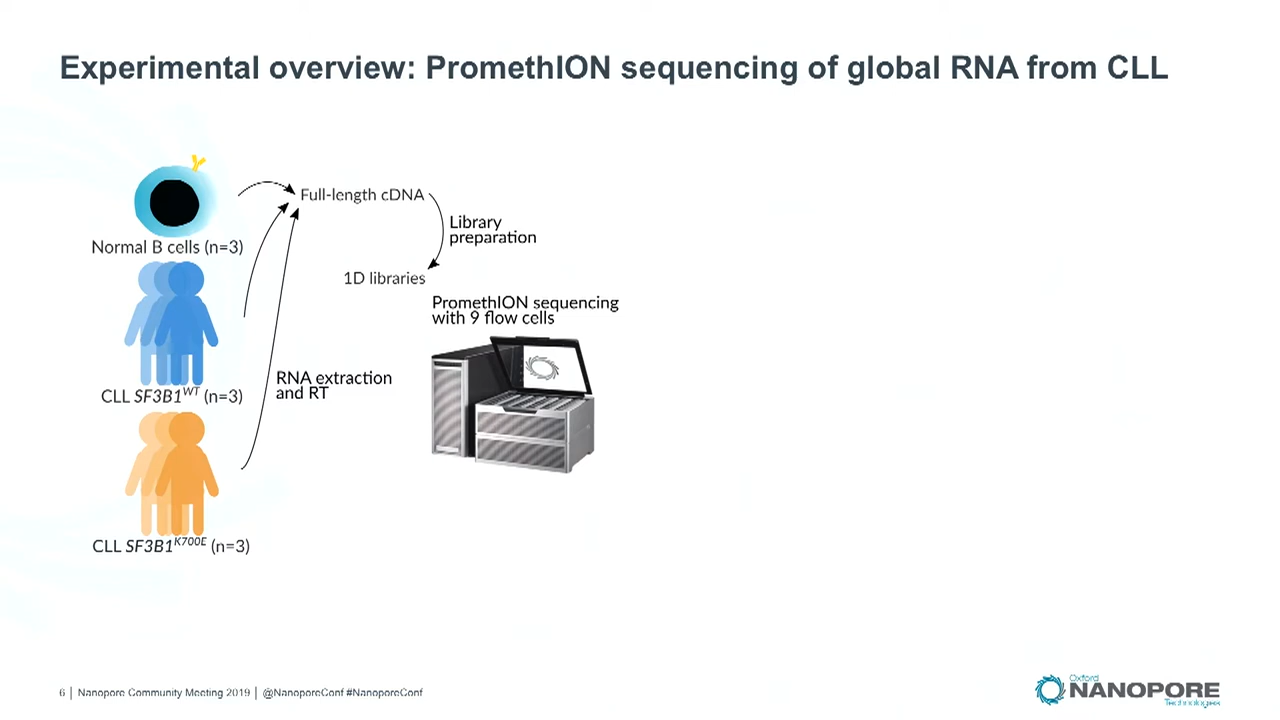 Experimental overview: PromethION sequencing of global RNA from CLL
Full-length cDNA
Library
preparation
Normal B cells (n=3)
1D libraries
PromethION sequencing
with 9 flow cells
RNA extraction
and RT
CLL SF3B1WT (n=3)
CLL SF3B1K700E (n=3)
6 | Nanopore Community Meeting 2019 | @NanoporeConf #NanoporeConf
Oxford
NANOPORE
Technologies